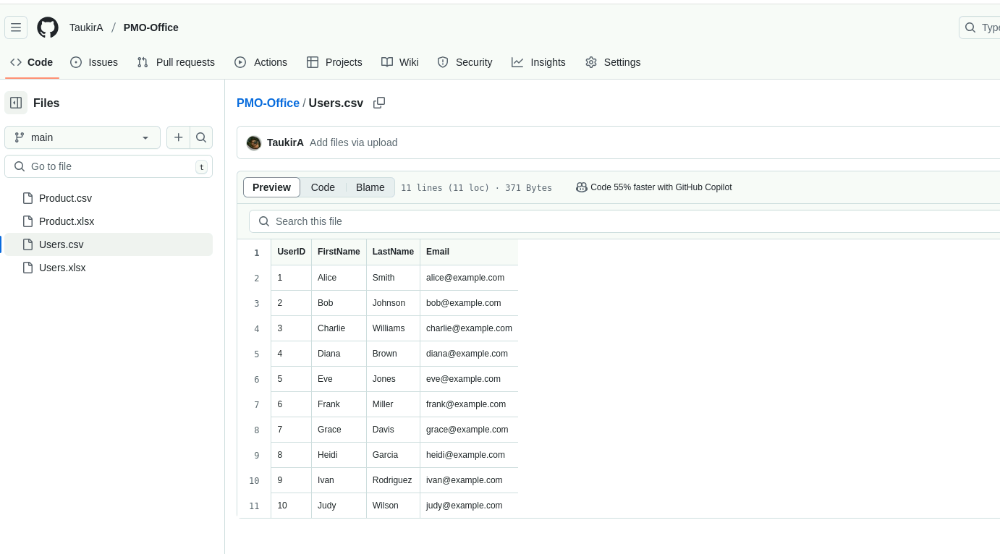 TaukirA / PMO-Office
Type
Code Issues Pull requests Actions Projects Wiki Security Insights Settings
Files
main
Go to file t
Product.csv
Product.xlsx
Users.csv
Users.xlsx
PMO-Office / Users.csv
TaukirA Add files via upload
Preview Code Blame 11 lines (11 loc) · 371 Bytes Code 55% faster with GitHub Copilot
Search this file
1 UserID FirstName LastName Email
2 1 Alice Smith alice@example.com
3 2 Bob Johnson bob@example.com
4 3 Charlie Williams charlie@example.com
5 4 Diana Brown diana@example.com
6 5 Eve Jones eve@example.com
7 6 Frank Miller frank@example.com
8 7 Grace Davis grace@example.com
9 8 Heidi Garcia heidi@example.com
10 9 Ivan Rodriguez ivan@example.com
11 10 Judy Wilson judy@example.com